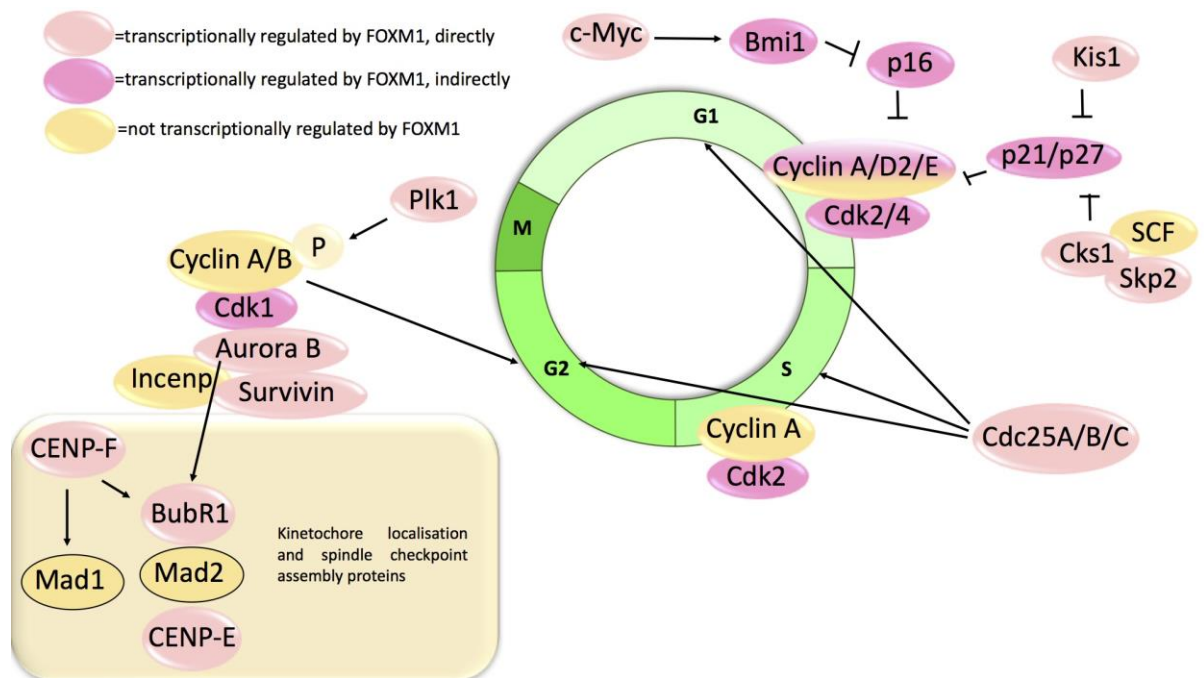 =transcriptionally regulated by FOXM1, directly
=transcriptionally regulated by FOXM1, indirectly
=not transcriptionally regulated by FOXM1
c-Myc
Bmi1
p16
Kis1
G1
Cyclin A/D2/E
p21/p27
Cdk2/4
SCF
Cks1
Skp2
Plk1
P
Cyclin A/B
Cdk1
Aurora B
Incenp
Survivin
M
G2
S
Cyclin A
Cdk2
Cdc25A/B/C
CENP-F
BubR1
Mad1
Mad2
CENP-E
Kinetochore localisation
and spindle checkpoint
assembly proteins